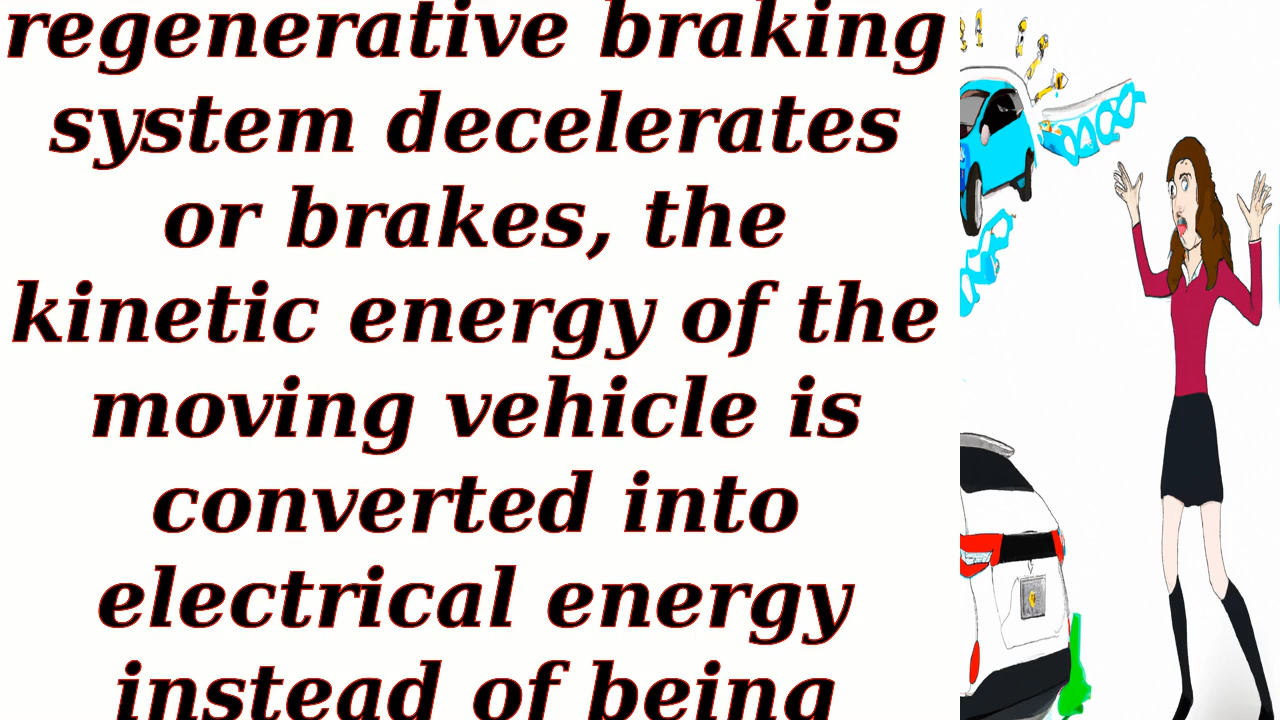 regenerative braking
system decelerates
or brakes, the
kinetic energy of the
moving vehicle is
converted into
electrical energy
instead of being